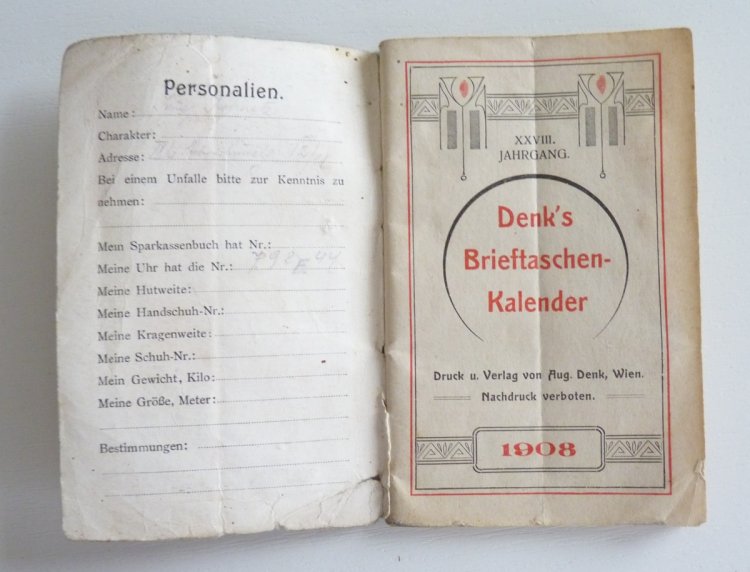 Personalien.
Name:
Charakter:
Adresse:
Bei einem Unfalle bitte zur Kenntnis zu
nehmen:
Mein Sparkassenbuch hat Nr.:
Meine Uhr hat die Nr.:
Meine Hutweite:
Meine Handschuh-Nr.:
Meine Kragenweite:
Meine Schuh-Nr.:
Mein Gewicht, Kilo:
Meine Größe, Meter:
Bestimmungen:
XXVIII.
JAHRGANG.
Denk's
Brieftaschen-
Kalender
Druck u. Verlag von Aug. Denk, Wien.
Nachdruck verboten.
1908